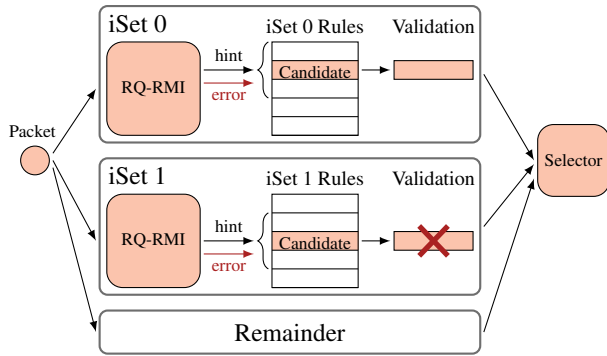 iSet 0
iSet 0 Rules
Validation
RQ-RMI
hint
error
Candidate
Packet
Selector
iSet 1
iSet 1 Rules
Validation
RQ-RMI
hint
error
Candidate
Remainder